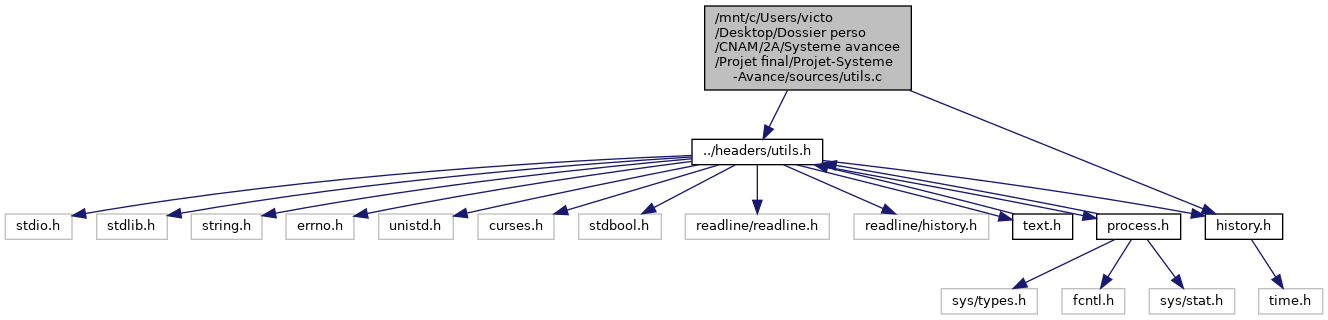 /mnt/c/Users/victo
/Desktop/Dossier perso
/CNAM/2A/Systeme avancee
/Projet final/Projet-Systeme
-Avance/sources/utils.c
../headers/utils.h
stdio.h
stdlib.h
string.h
errno.h
unistd.h
curses.h
stdbool.h
readline/readline.h
readline/history.h
text.h
process.h
history.h
sys/types.h
fcntl.h
sys/stat.h
time.h